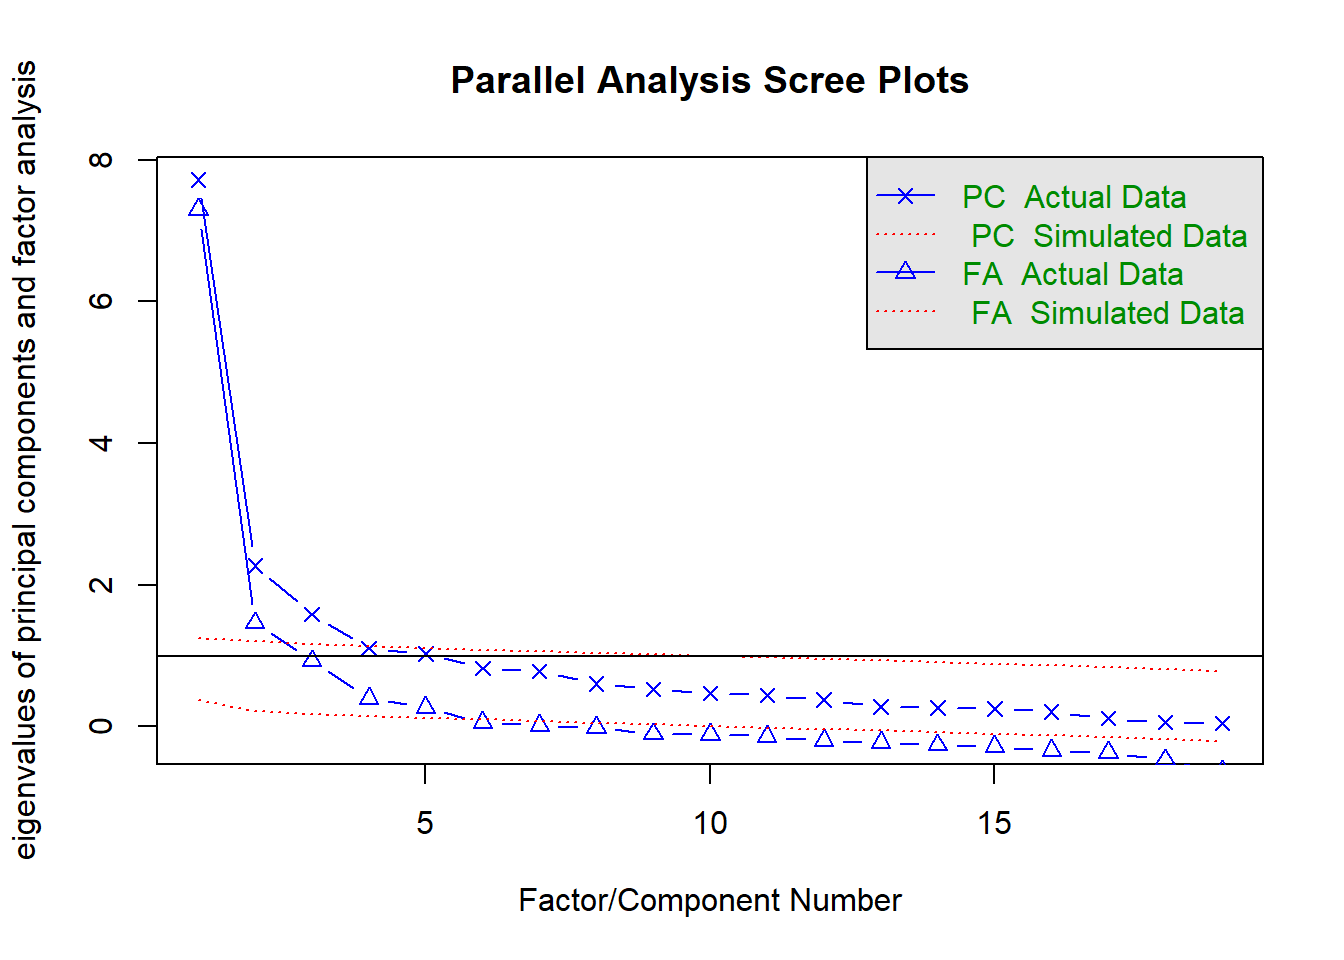 Parallel Analysis Scree Plots
eigenvalues of principal components and factor analysis
8
6
4
2
0
PC Actual Data
PC Simulated Data
FA Actual Data
FA Simulated Data
5 10 15
Factor/Component Number